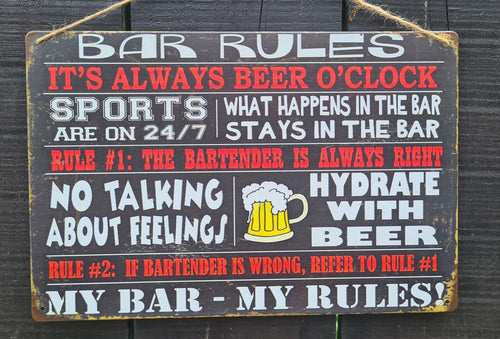 BAR RULES
IT'S ALWAYS BEER O'CLOCK
SPORTS
ARE ON 24/7
WHAT HAPPENS IN THE BAR
STAYS IN THE BAR
RULE #1: THE BARTENDER IS ALWAYS RIGHT
NO TALKING
ABOUT FEELINGS
HYDRATE
WITH
BEER
RULE #2: IF BARTENDER IS WRONG, REFER TO RULE #1
MY BAR - MY RULES!